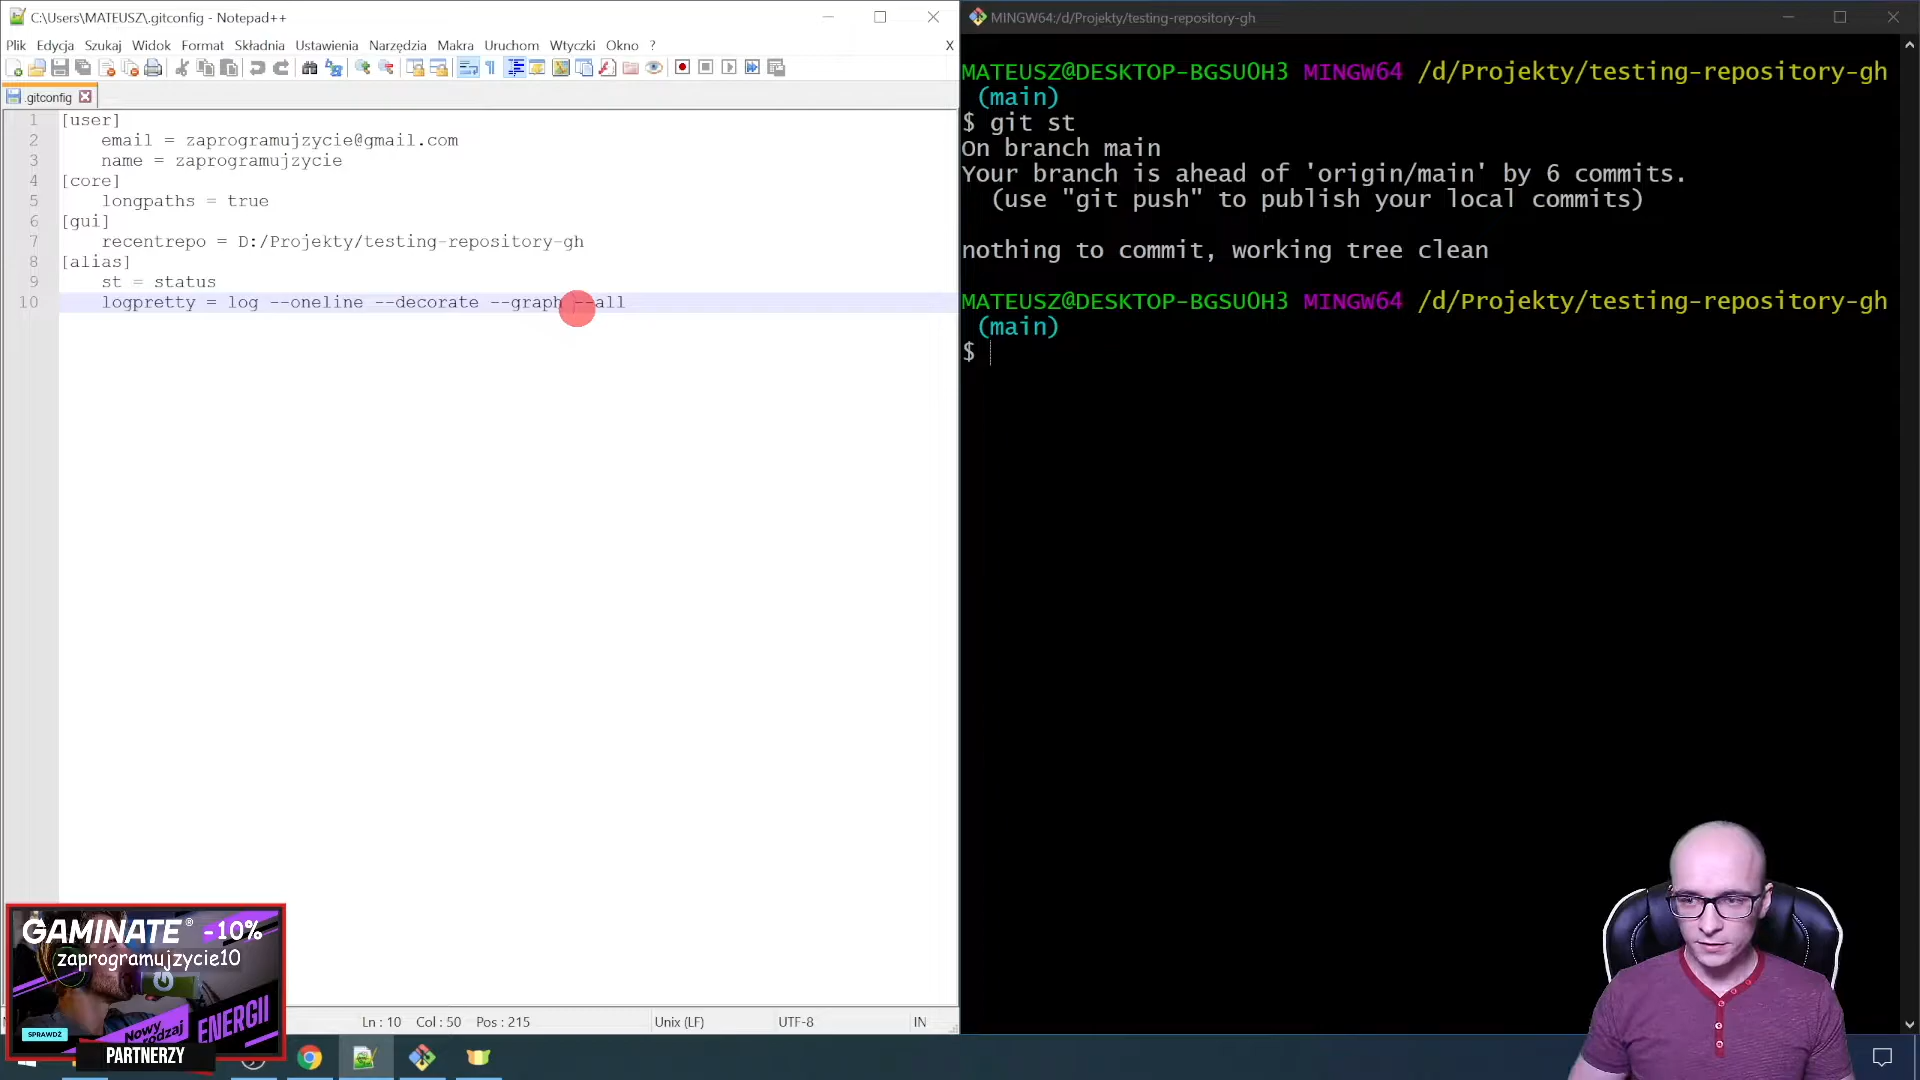 C:\Users\MATEUSZ\.gitconfig - Notepad++
Plik Edycja Szukaj Widok Format Składnia Ustawienia Narzędzia Makra Uruchom Wtyczki Okno ? X
.gitconfig
1 [user]
2 email = zaprogramujzycie@gmail.com
3 name = zaprogramujzycie
4 [core]
5 longpaths = true
6 [gui]
7 recentrepo = D:/Projekty/testing-repository-gh
8 [alias]
9 st = status
10 logpretty = log --oneline --decorate --graph --all
Ln : 10 Col : 50 Pos : 215 Unix (LF) UTF-8 IN
GAMINATE® -10%
zaprogramujzycie10
SPRAWDŹ
Nowy rodzaj
ENERGII
PARTNERZY
MINGW64:/d/Projekty/testing-repository-gh
MATEUSZ@DESKTOP-BGSU0H3 MINGW64 /d/Projekty/testing-repository-gh
(main)
$ git st
On branch main
Your branch is ahead of 'origin/main' by 6 commits.
(use "git push" to publish your local commits)
nothing to commit, working tree clean
MATEUSZ@DESKTOP-BGSU0H3 MINGW64 /d/Projekty/testing-repository-gh
(main)
$